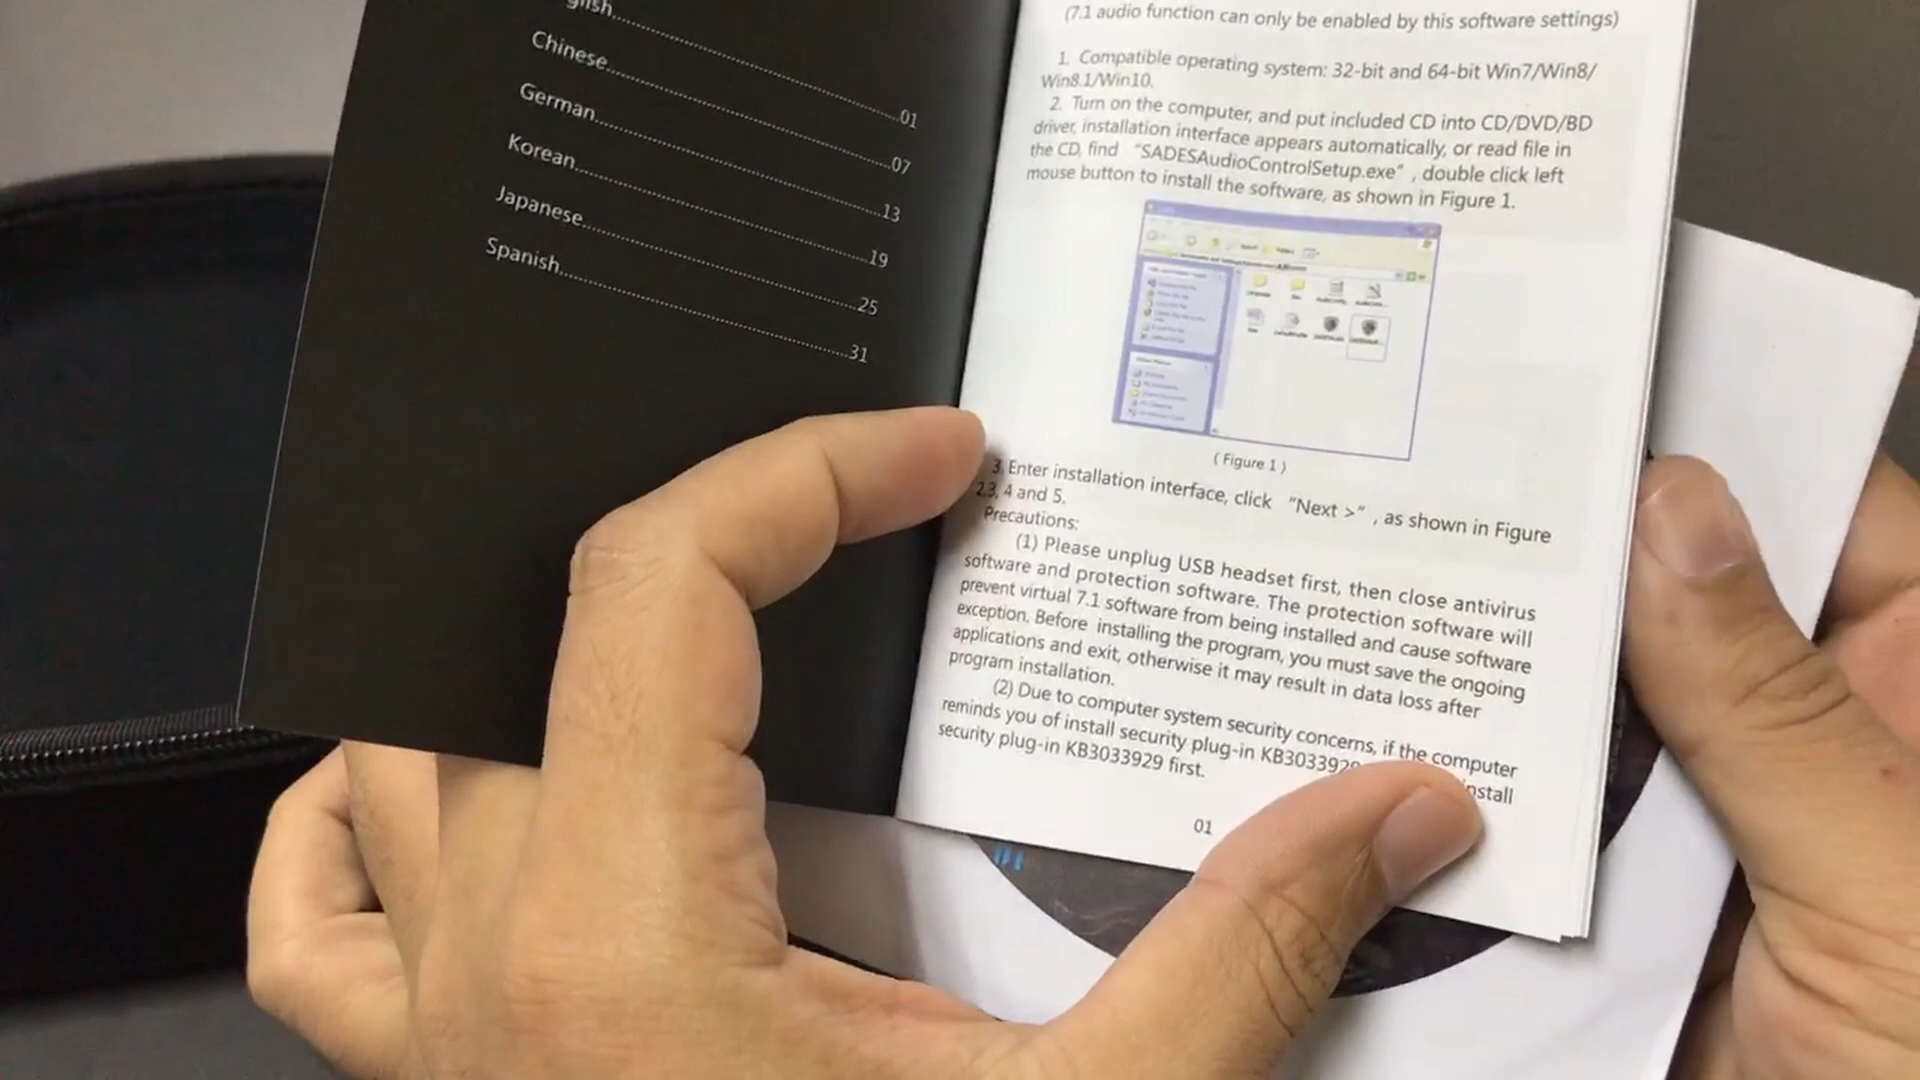 Chinese
German
Korean
Japanese
Spanish
01
07
13
19
25
31
(7.1 audio function can only be enabled by this software settings)
1. Compatible operating system: 32-bit and 64-bit Win7/Win8/
Win8.1/Win10.
2. Turn on the computer, and put included CD into CD/DVD/BD
driver, installation interface appears automatically, or read file in
the CD, find "SADESAudioControlSetup.exe", double click left
mouse button to install the software, as shown in Figure 1.
( Figure 1 )
3. Enter installation interface, click "Next >", as shown in Figure
2.3, 4 and 5.
Precautions:
(1) Please unplug USB headset first, then close antivirus
software and protection software. The protection software will
prevent virtual 7.1 software from being installed and cause software
exception. Before installing the program, you must save the ongoing
applications and exit, otherwise it may result in data loss after
program installation.
(2) Due to computer system security concerns, if the computer
reminds you of install security plug-in KB3033929 install
security plug-in KB3033929 first.
01